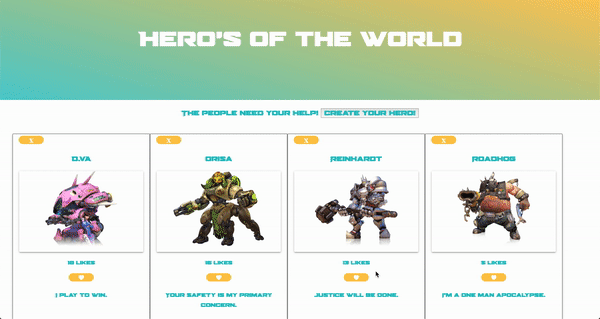 Hero's of the world
The people need your help! Create your Hero!
X X X X
D.Va Orisa Reinhardt Roadhog
18 Likes 16 Likes 13 Likes 5 Likes
I play to win. Your safety is my primary concern. Justice will be done. I'm a one man apocalypse.